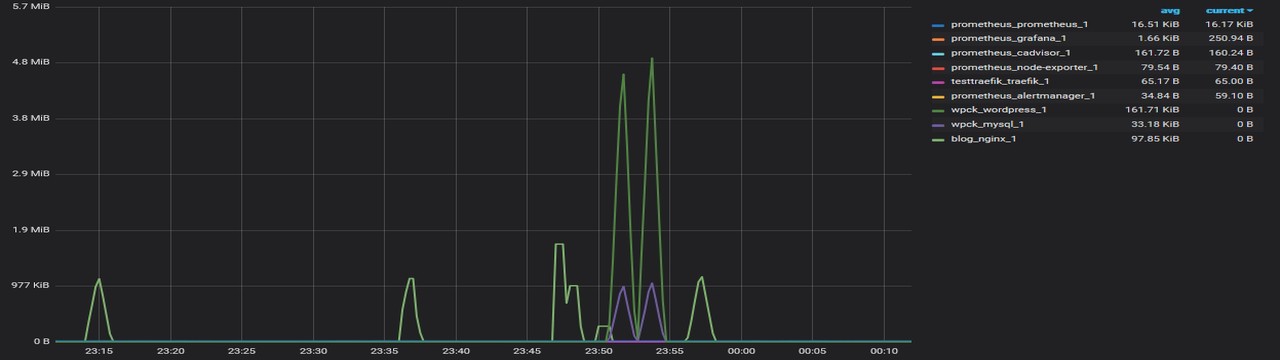 5.7 MiB
4.8 MiB
3.8 MiB
2.9 MiB
1.9 MiB
977 KiB
0 B
23:15 23:20 23:25 23:30 23:35 23:40 23:45 23:50 23:55 00:00 00:05 00:10
avg current
prometheus_prometheus_1 16.51 KiB 16.17 KiB
prometheus_grafana_1 1.66 KiB 250.94 B
prometheus_cadvisor_1 161.72 B 160.24 B
prometheus_node-exporter_1 79.54 B 79.40 B
testtraefik_traefik_1 65.17 B 65.00 B
prometheus_alertmanager_1 34.84 B 59.10 B
wpck_wordpress_1 161.71 KiB 0 B
wpck_mysql_1 33.18 KiB 0 B
blog_nginx_1 97.85 KiB 0 B